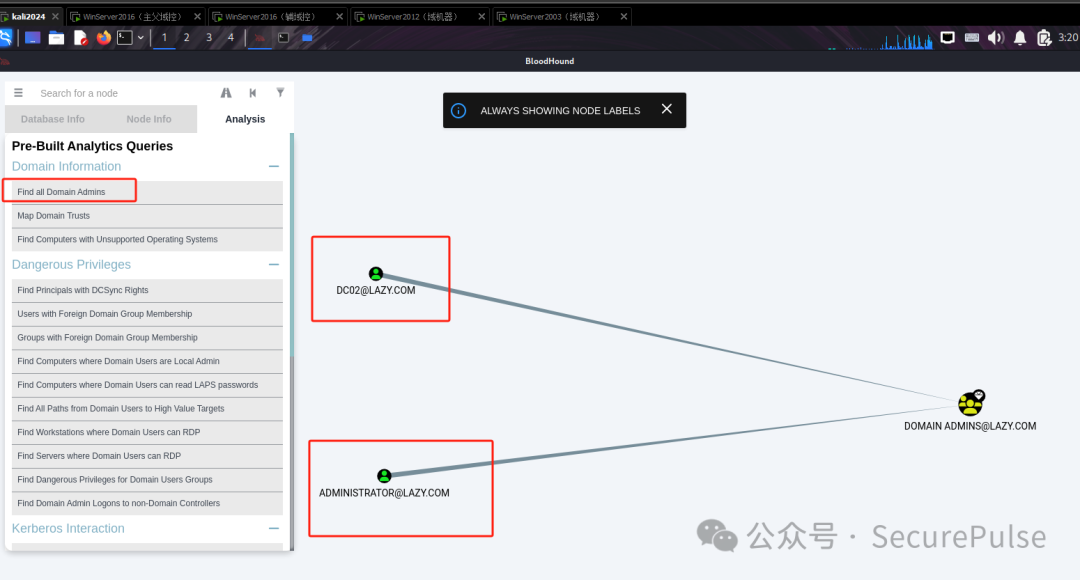 kali2024 WinServer2016（主父域控） WinServer2016（辅域控） WinServer2012（域机器） WinServer2003（域机器）
1 2 3 4 3:20
BloodHound
Search for a node
ALWAYS SHOWING NODE LABELS
Database Info Node Info Analysis
Pre-Built Analytics Queries
Domain Information
Find all Domain Admins
Map Domain Trusts
Find Computers with Unsupported Operating Systems
Dangerous Privileges
Find Principals with DCSync Rights
Users with Foreign Domain Group Membership
Groups with Foreign Domain Group Membership
Find Computers where Domain Users are Local Admin
Find Computers where Domain Users can read LAPS passwords
Find All Paths from Domain Users to High Value Targets
Find Workstations where Domain Users can RDP
Find Servers where Domain Users can RDP
Find Dangerous Privileges for Domain Users Groups
Find Domain Admin Logons to non-Domain Controllers
Kerberos Interaction
DC02@LAZY.COM
DOMAIN ADMINS@LAZY.COM
ADMINISTRATOR@LAZY.COM
公众号 · SecurePulse